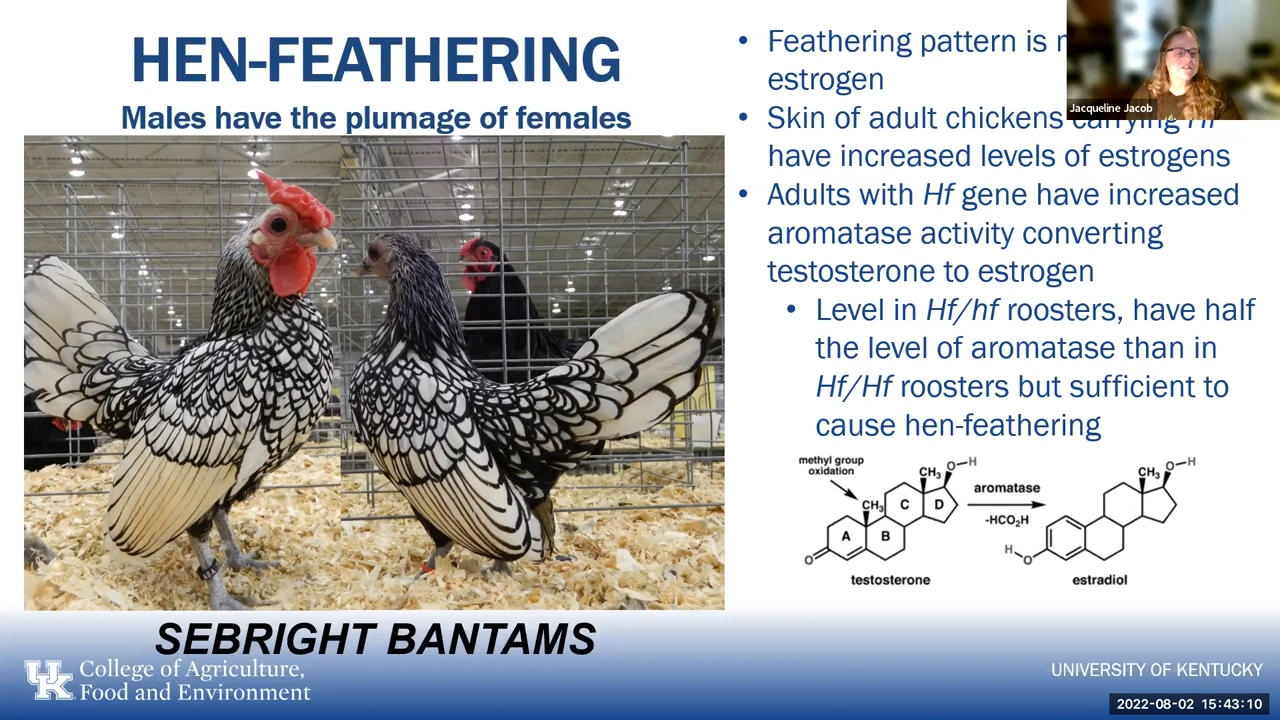 HEN-FEATHERING
Males have the plumage of females
SEBRIGHT BANTAMS
• Feathering pattern is
estrogen
• Skin of adult chickens carrying Hf
have increased levels of estrogens
• Adults with Hf gene have increased
aromatase activity converting
testosterone to estrogen
• Level in Hf/hf roosters, have half
the level of aromatase than in
Hf/Hf roosters but sufficient to
cause hen-feathering
methyl group
oxidation
CH3
CH3
O-H
A
B
C
D
O
testosterone
aromatase
-HCO2H
CH3
O-H
H-O
estradiol
Jacqueline Jacob
UK College of Agriculture,
Food and Environment
UNIVERSITY OF KENTUCKY
2022-08-02 15:43:10